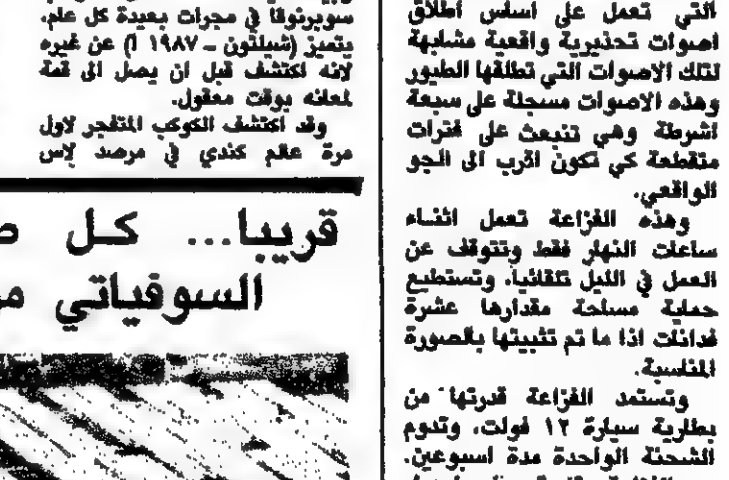 التي تعمل على اساس اطلاق
اصوات تحذيرية واقعية مشابهة
لتلك الاصوات التي تطلقها الطيور
وهذه الاصوات مسجلة على سبعة
اشرطة وهي تنبعث على فترات
متقطعة كي تكون اقرب الى الجو
الواقعي.
وهذه الفزاعة تعمل اثناء
ساعات النهار فقط وتتوقف عن
العمل في الليل تلقائيا. وتستطيع
حماية مساحة مقدارها عشرة
فدانات اذا ما تم تثبيتها بالصورة
المناسبة.
وتستمد الفزاعة قدرتها من
بطارية سيارة ١٢ فولت، وتدوم
الشحنة الواحدة مدة اسبوعين.
سوبرنوفا في مجرات بعيدة كل عام،
يتميز (شيلتون ـ ١٩٨٧ أ) عن غيره
لانه اكتشف قبل ان يصل الى قمة
لمعانه بوقت معقول.
وقد اكتشف الكوكب المتفجر لاول
مرة عالم كندي في مرصد لاس
قريبا... كل
السوفياتي